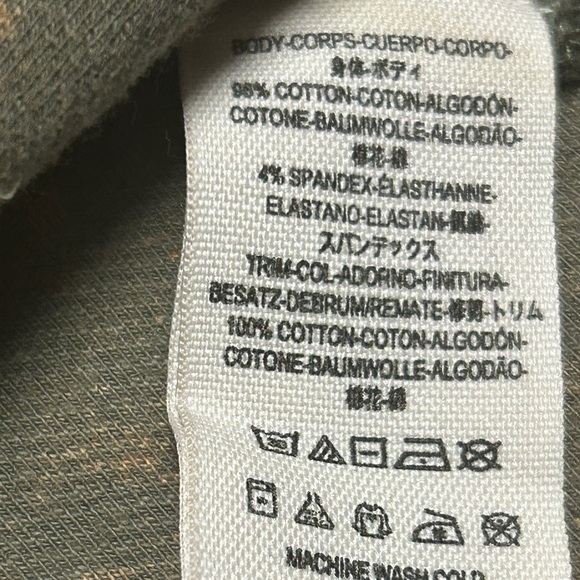 BODY-CORPS-CUERPO-CORPO-
身体-ボディ
96% COTTON-COTON-ALGODÓN-
COTONE-BAUMWOLLE-ALGODÃO-
棉花-綿
4% SPANDEX-ÉLASTHANNE-
ELASTANO-ELASTAN-
スパンデックス
TRIM-COL-ADORNO-FINITURA-
BESATZ-DEBRUM/REMATE-修剪-トリム
100% COTTON-COTON-ALGODÓN-
COTONE-BAUMWOLLE-ALGODÃO-
棉花-綿
MACHINE WASH COLD